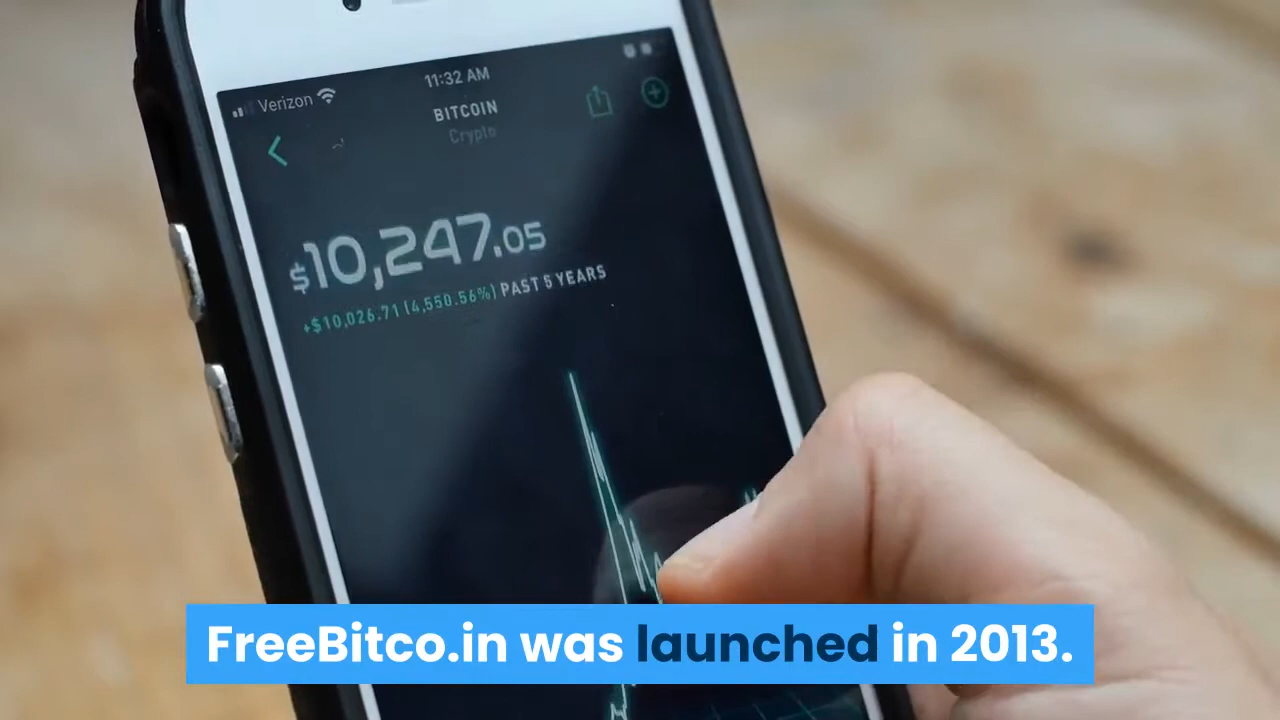 11:32 AM
Verizon
BITCOIN
Crypto
$10,247.05
+$10,026.71 (4,550.56%) PAST 5 YEARS
FreeBitco.in was launched in 2013.